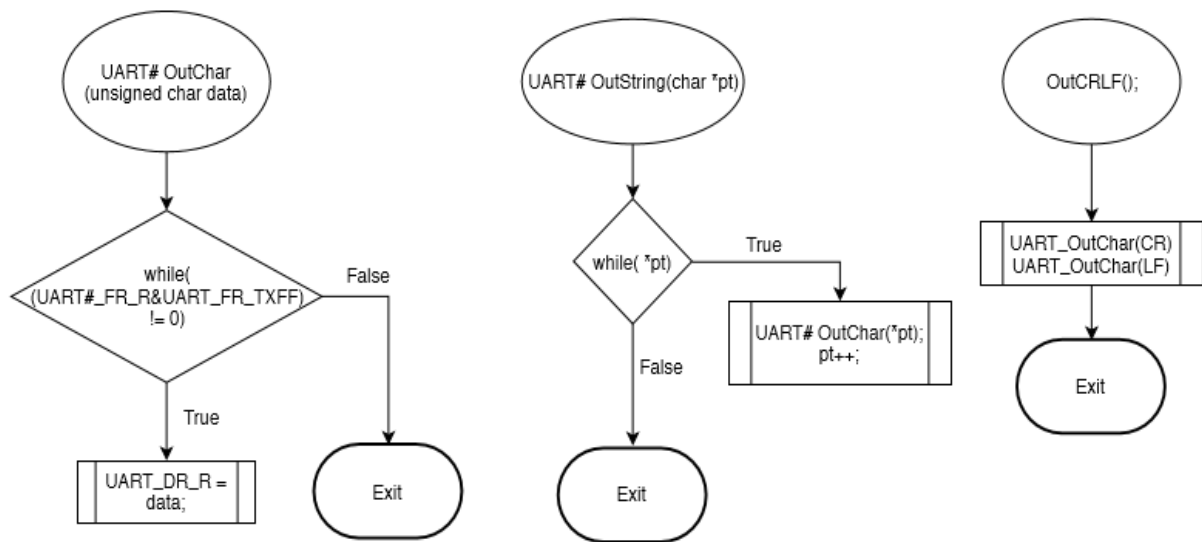 UART# OutChar
(unsigned char data)
while(
(UART#_FR_R&UART_FR_TXFF)
!= 0)
False
True
UART_DR_R =
data;
Exit
UART# OutString(char *pt)
while( *pt)
True
UART# OutChar(*pt);
pt++;
False
Exit
OutCRLF();
UART_OutChar(CR)
UART_OutChar(LF)
Exit